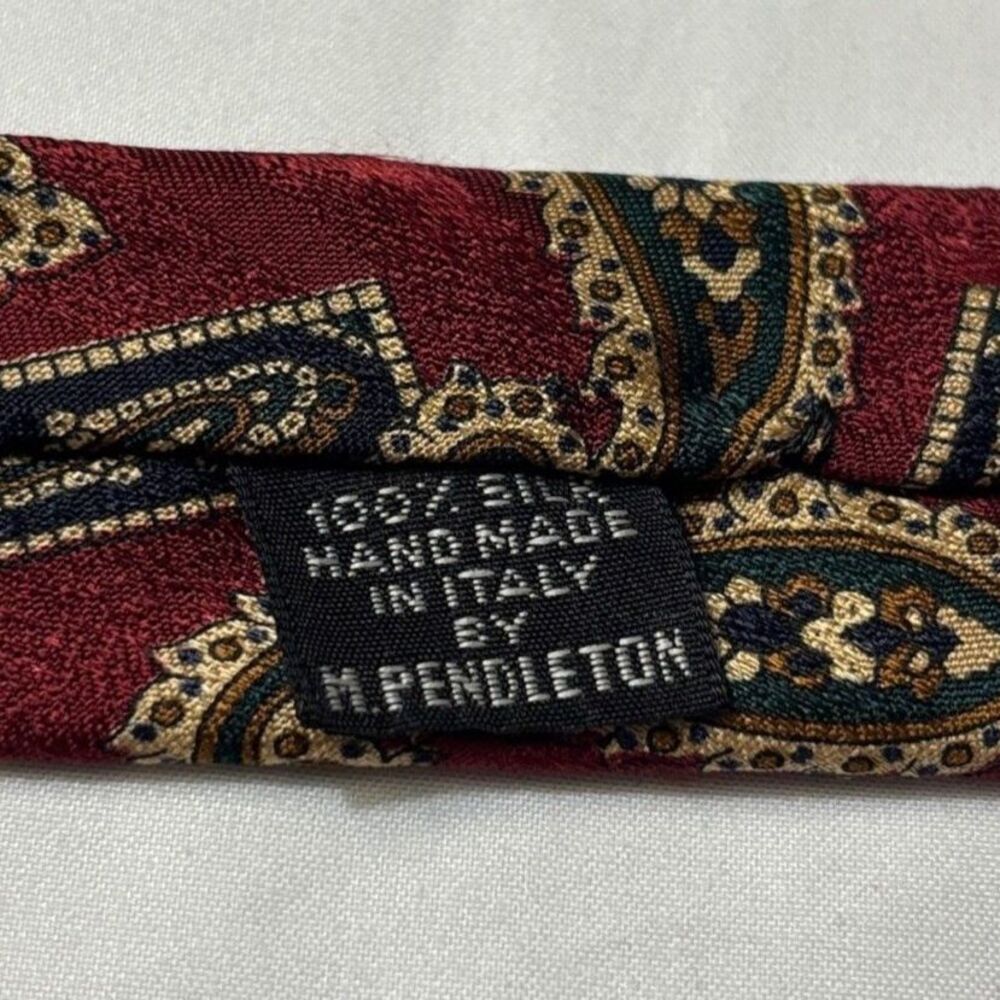 100% SILK
HAND MADE
IN ITALY
BY
M.PENDLETON